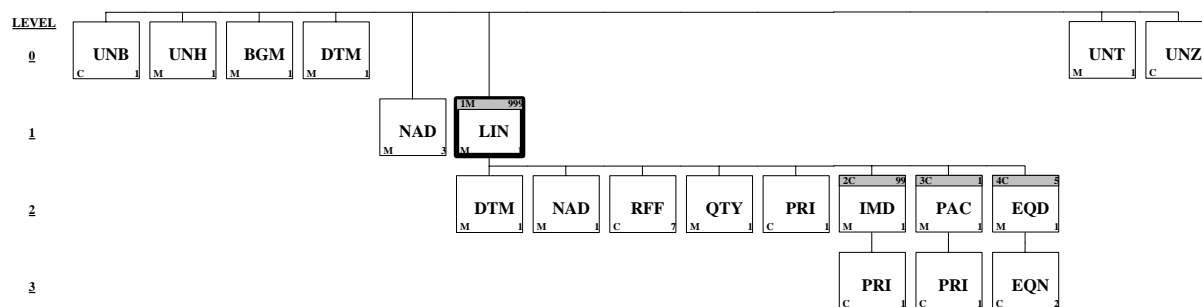 LEVEL
0
UNB
C 1
UNH
M 1
BGM
M 1
DTM
M 1
UNT
M 1
UNZ
C
1
NAD
M 3
1M 999
LIN
M
2
DTM
M 1
NAD
M 1
RFF
C 7
QTY
M 1
PRI
C 1
2C 99
IMD
M 1
3C 1
PAC
M 1
4C 5
EQD
M 1
3
PRI
C 1
PRI
C 1
EQN
C 2